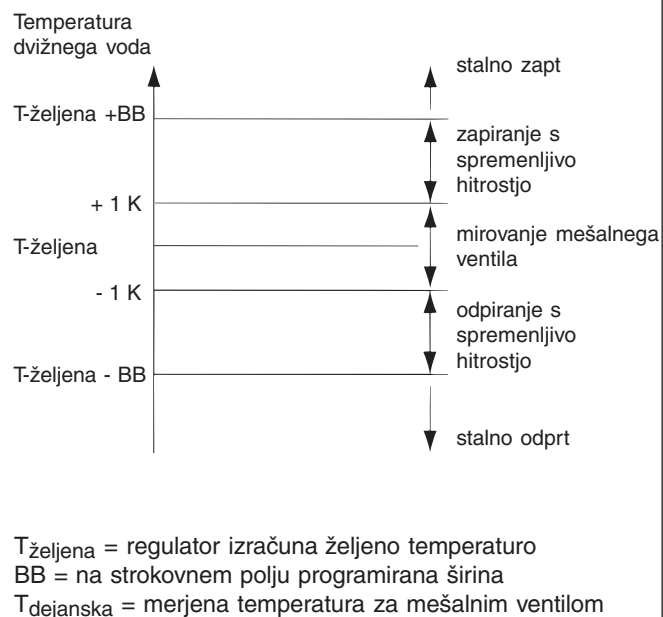 Temperatura
dvižnega voda
stalno zapt
T-željena +BB
zapiranje s
spremenljivo
hitrostjo
+ 1 K
mirovanje mešalnega
ventila
T-željena
- 1 K
odpiranje s
spremenljivo
hitrostjo
T-željena - BB
stalno odprt
Tželjena = regulator izračuna željeno temperaturo
BB = na strokovnem polju programirana širina
Tdejanska = merjena temperatura za mešalnim ventilom